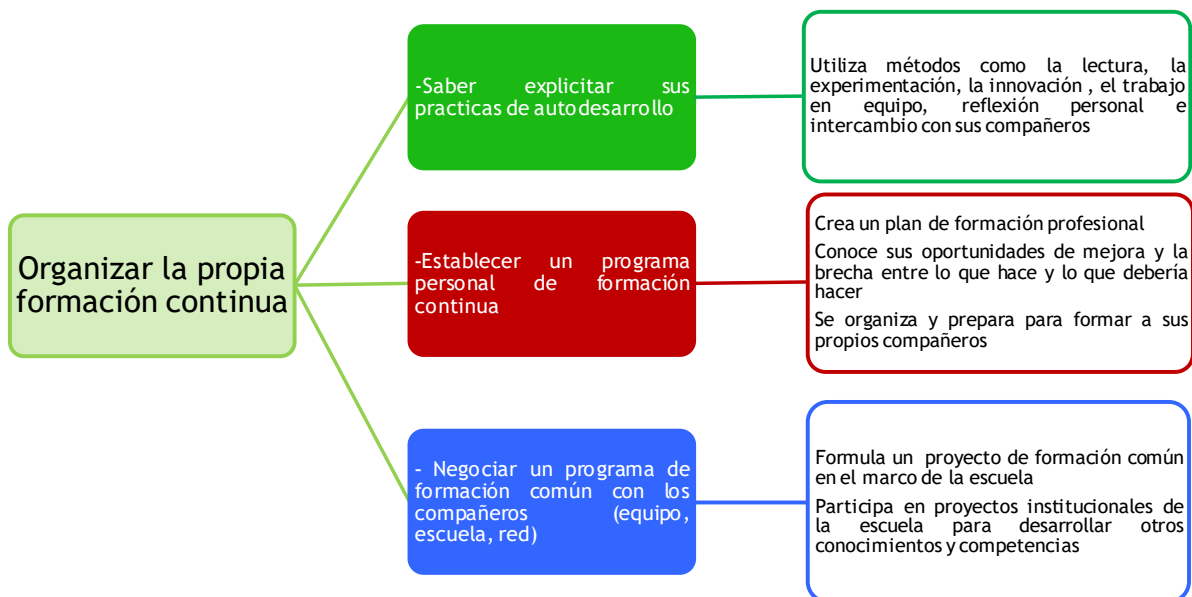 Organizar la propia
formación continua
-Saber explicitar sus
practicas de autodesarrollo
Utiliza métodos como la lectura, la
experimentación, la innovación , el trabajo
en equipo, reflexión personal e
intercambio con sus compañeros
-Establecer un programa
personal de formación
continua
Crea un plan de formación profesional
Conoce sus oportunidades de mejora y la
brecha entre lo que hace y lo que debería
hacer
Se organiza y prepara para formar a sus
propios compañeros
- Negociar un programa de
formación común con los
compañeros (equipo,
escuela, red)
Formula un proyecto de formación común
en el marco de la escuela
Participa en proyectos institucionales de
la escuela para desarrollar otros
conocimientos y competencias